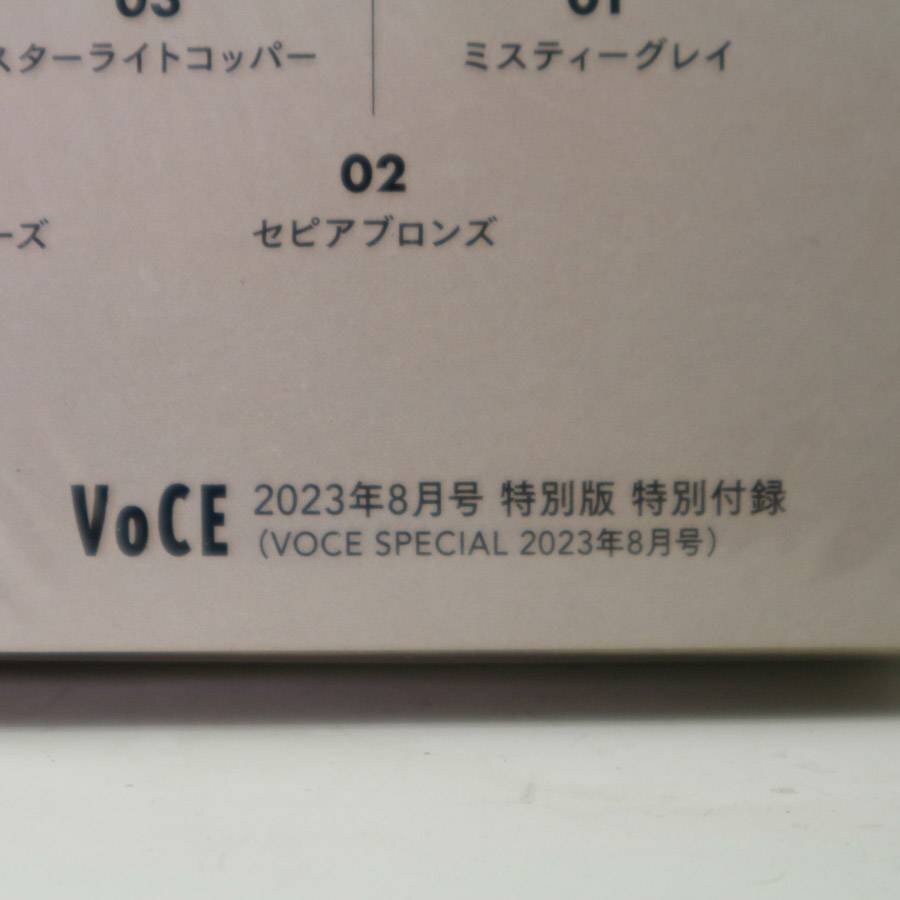 03
スターライトコッパー
01
ミスティーグレイ
02
セピアブロンズ
ーズ
VoCE 2023年8月号 特別版 特別付録
(VOCE SPECIAL 2023年8月号)